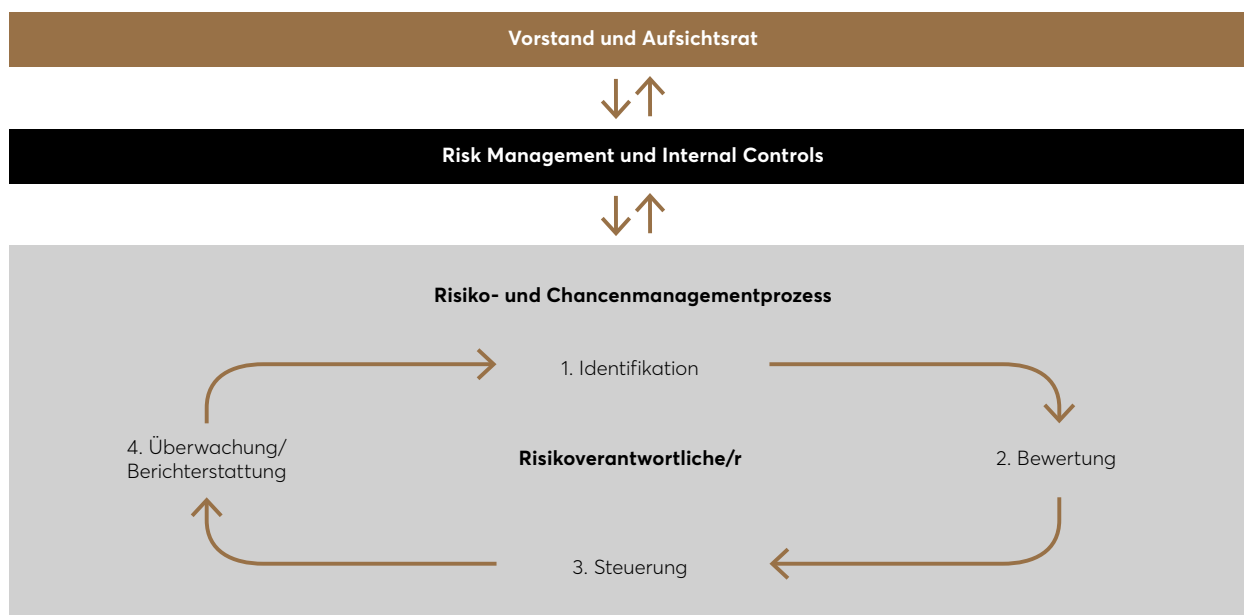 Vorstand und Aufsichtsrat
Risk Management und Internal Controls
Risiko- und Chancenmanagementprozess
1. Identifikation
4. Überwachung/
Berichterstattung
Risikoverantwortliche/r
2. Bewertung
3. Steuerung